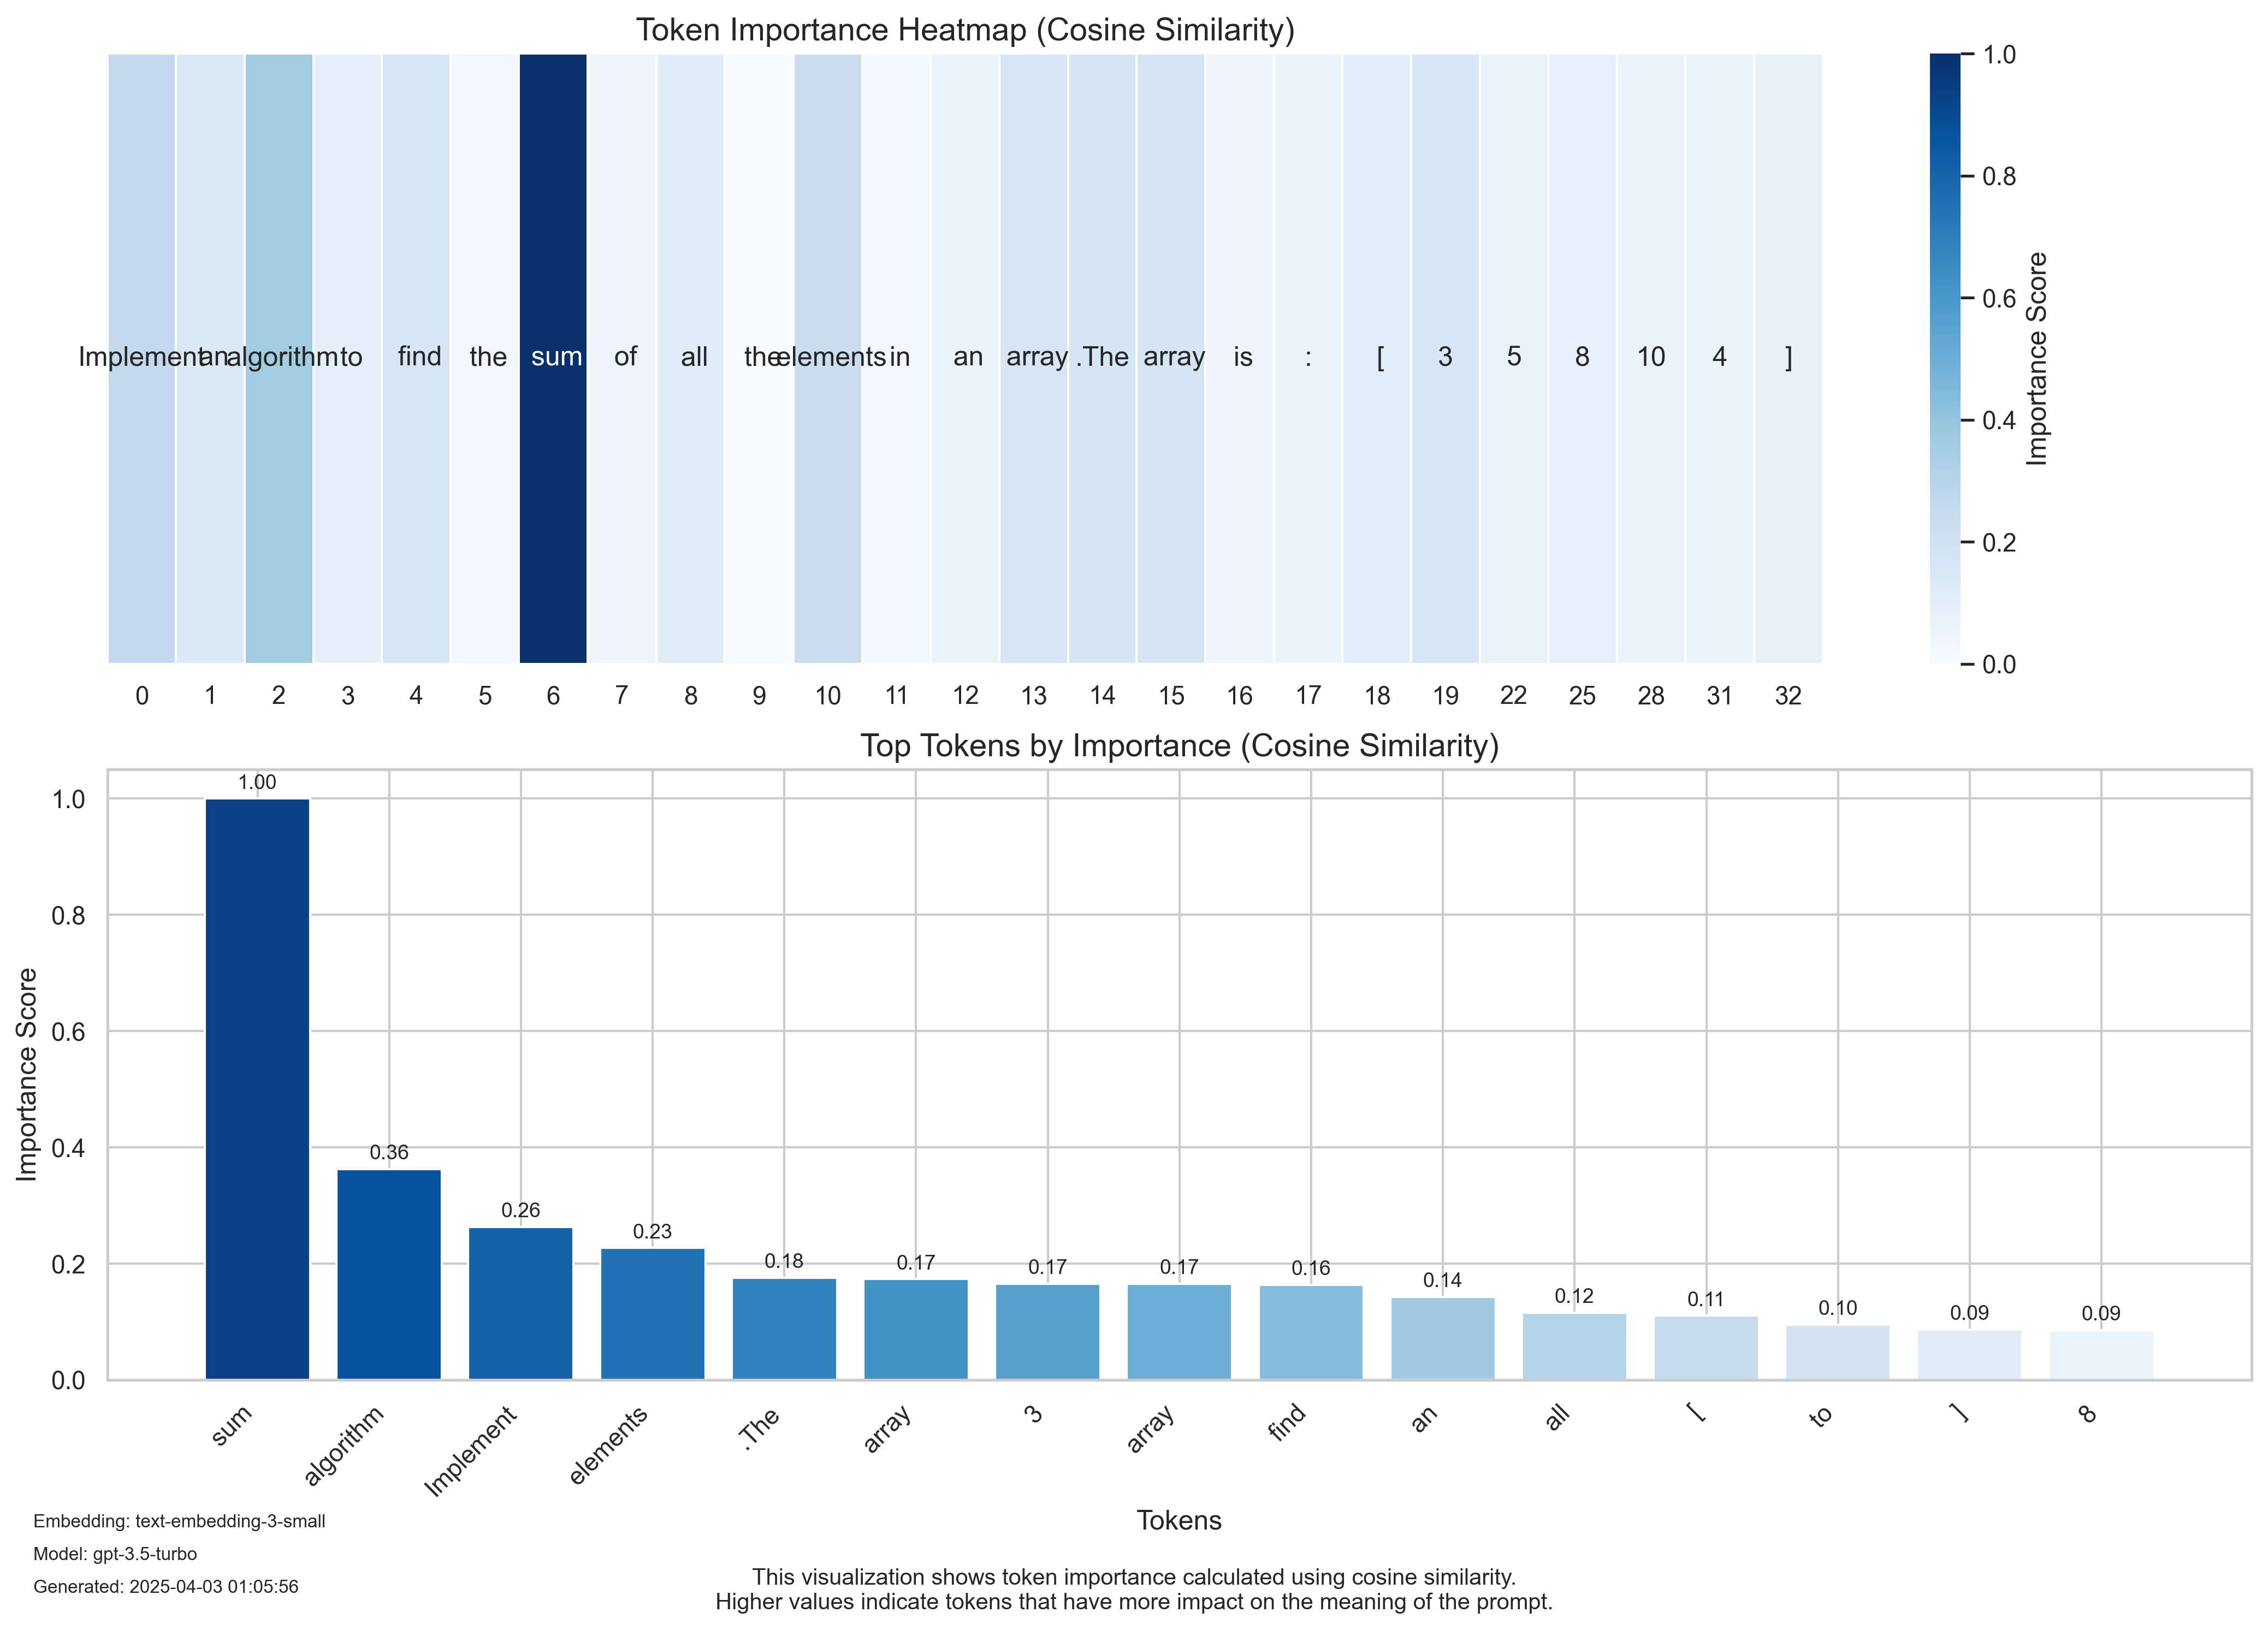 Token Importance Heatmap (Cosine Similarity)
Implement an algorithm to find the sum of all the elements in an array .The array is : [ 3 5 8 10 4 ]
0 1 2 3 4 5 6 7 8 9 10 11 12 13 14 15 16 17 18 19 22 25 28 31 32
1.0
0.8
0.6
0.4
0.2
0.0
Importance Score
Top Tokens by Importance (Cosine Similarity)
Importance Score
1.0
0.8
0.6
0.4
0.2
0.0
1.00 0.36 0.26 0.23 0.18 0.17 0.17 0.17 0.16 0.14 0.12 0.11 0.10 0.09 0.09
sum algorithm Implement elements .The array 3 array find an all [ to ] 8
Tokens
Embedding: text-embedding-3-small
Model: gpt-3.5-turbo
Generated: 2025-04-03 01:05:56
This visualization shows token importance calculated using cosine similarity.
Higher values indicate tokens that have more impact on the meaning of the prompt.